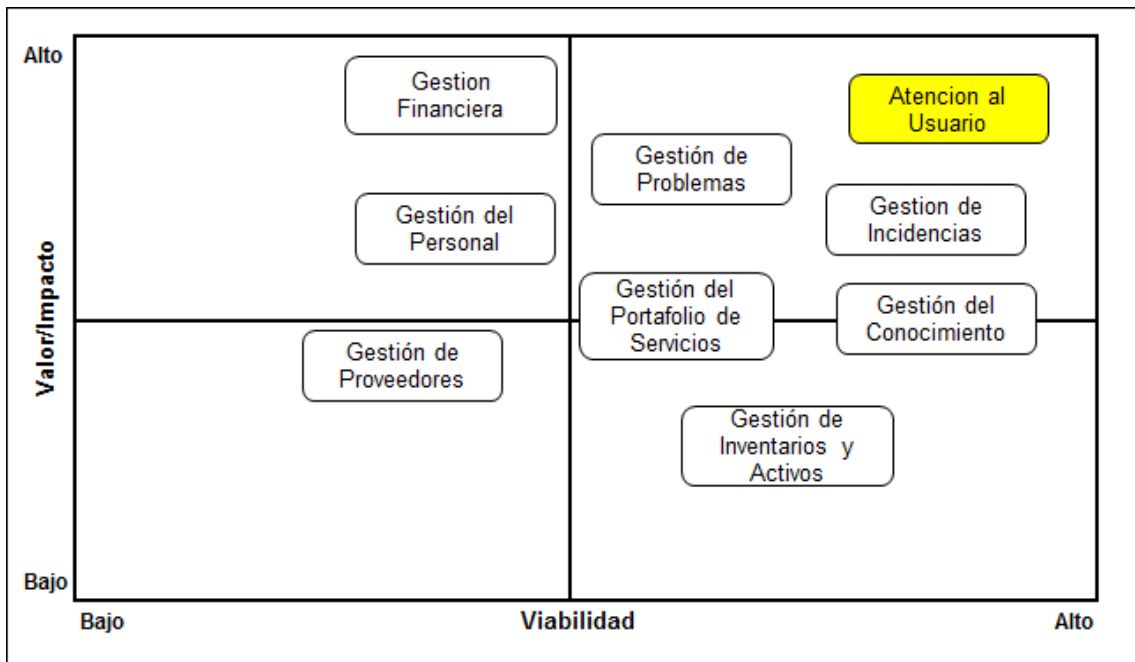 Alto
Gestion
Financiera
Atencion al
Usuario
Gestión de
Problemas
Gestión del
Personal
Gestion de
Incidencias
Valor/Impacto
Gestión del
Portafolio de
Servicios
Gestión del
Conocimiento
Gestión de
Proveedores
Gestión de
Inventarios y
Activos
Bajo
Bajo
Viabilidad
Alto